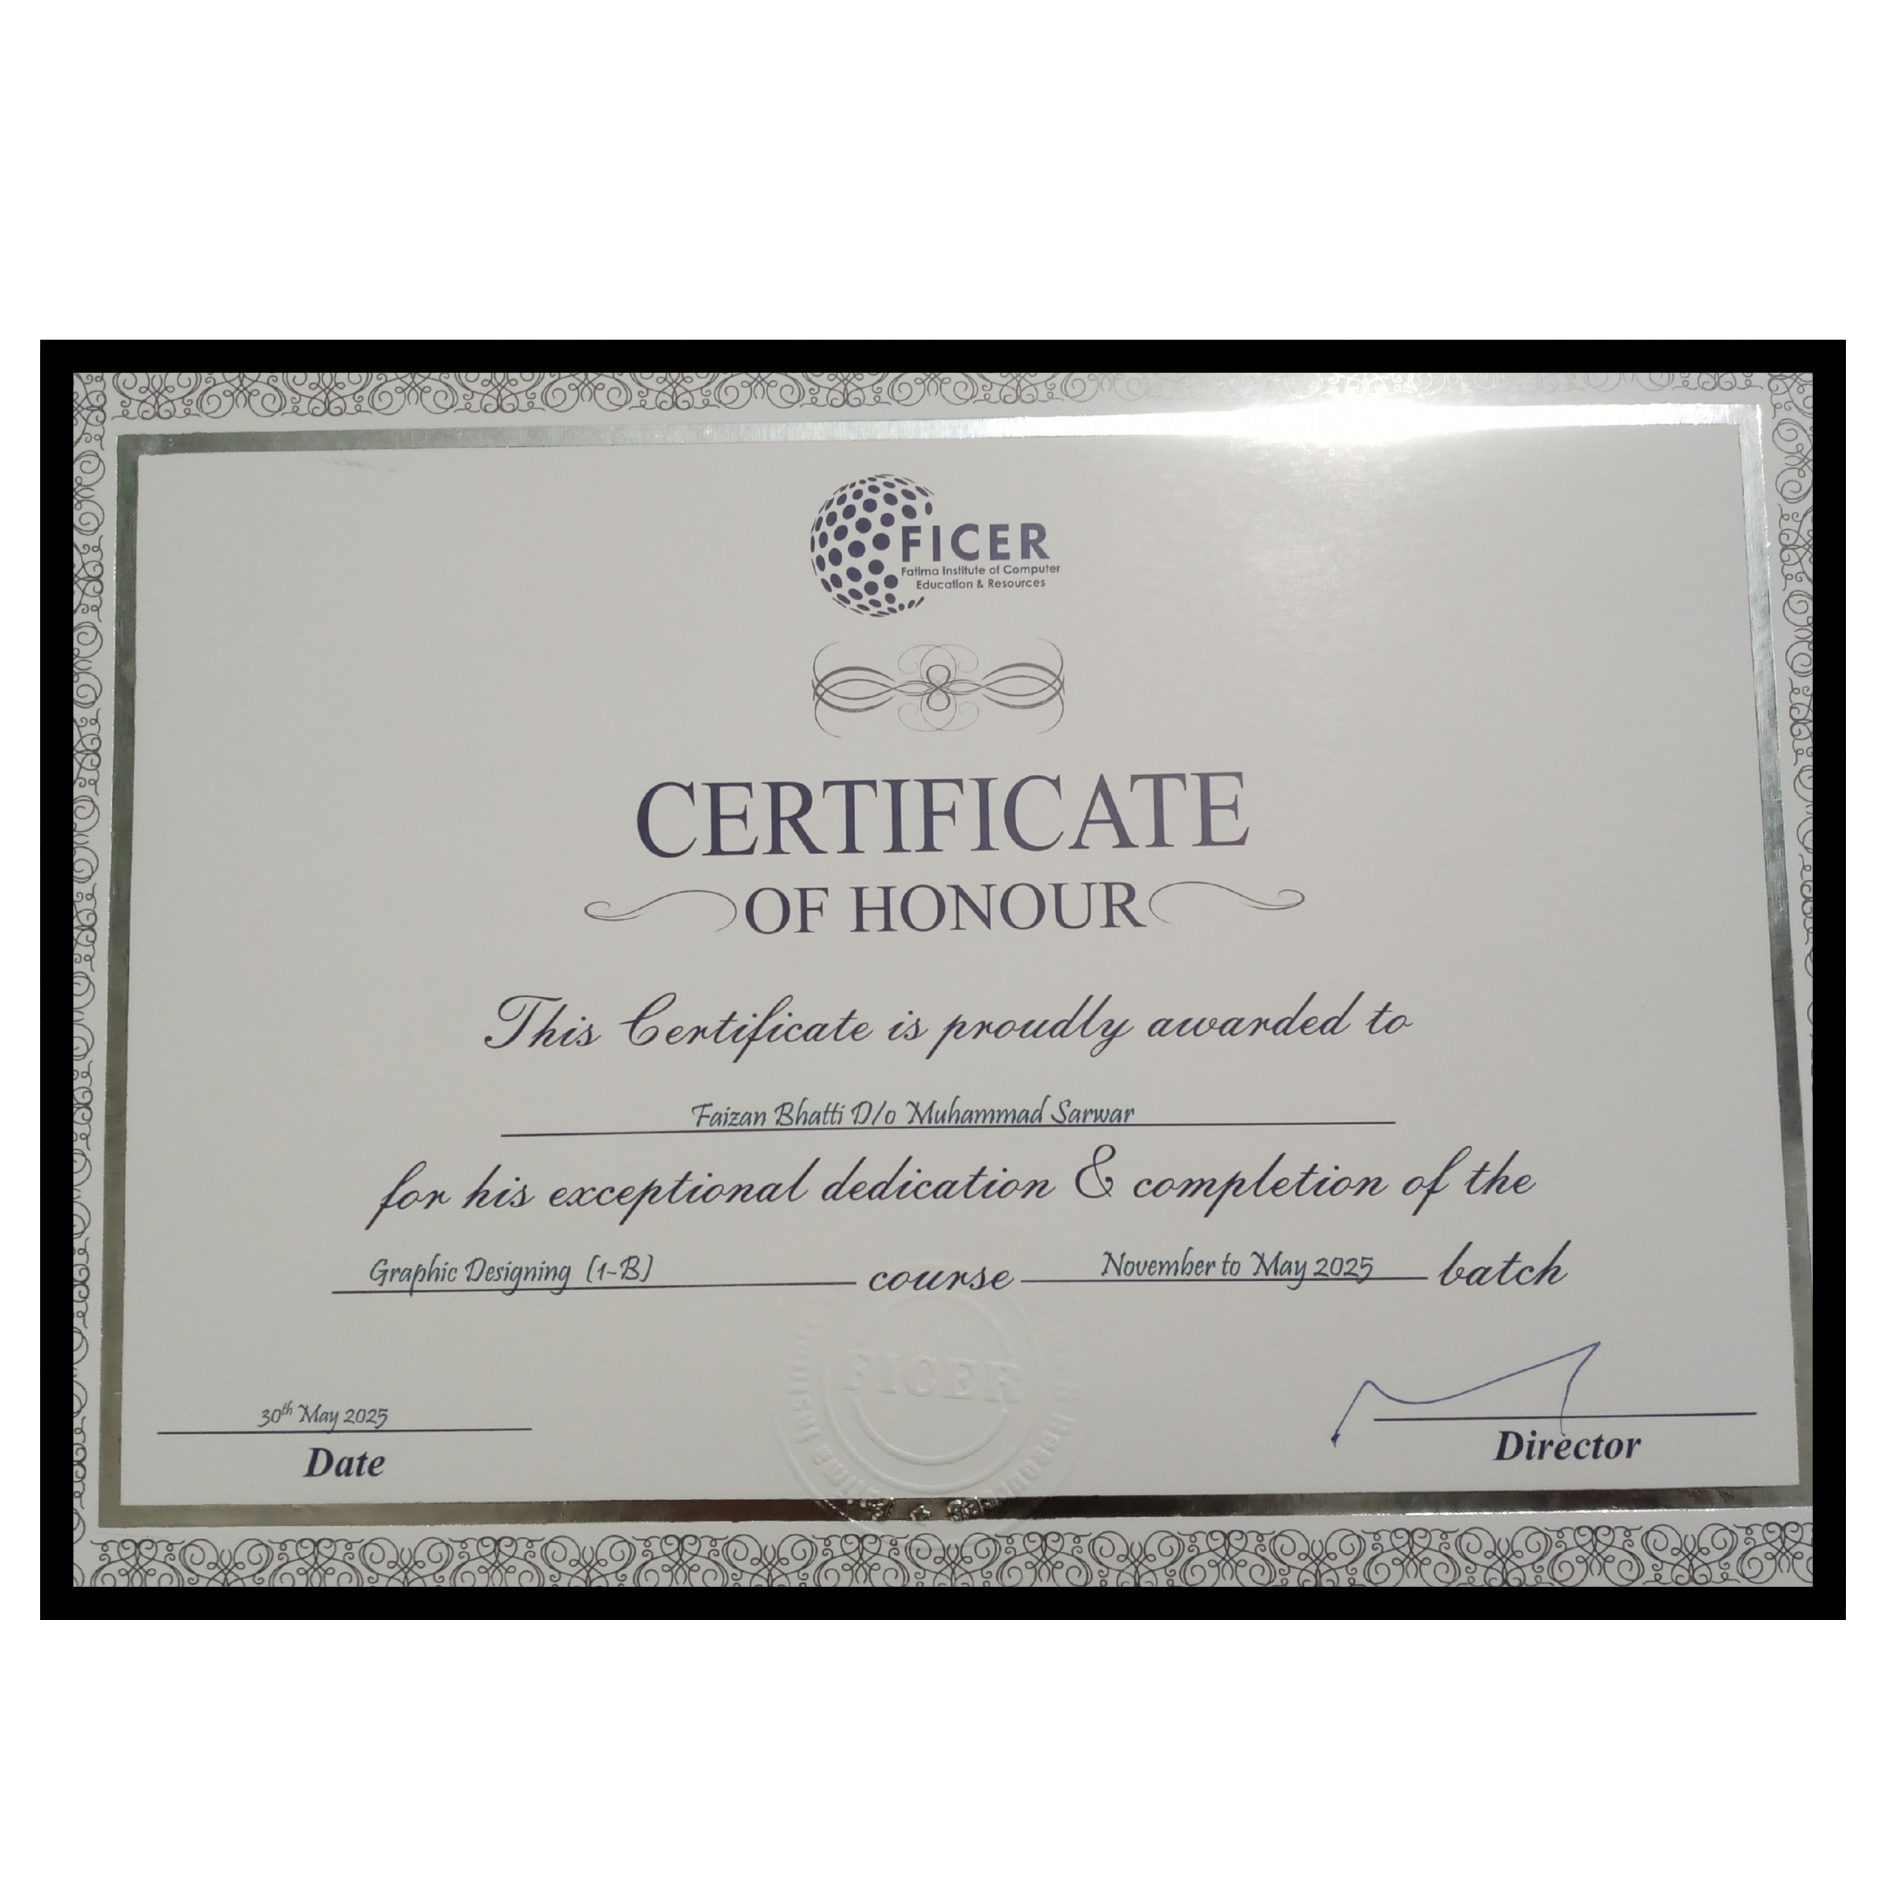 FICER
Fatima Institute of Computer
Education & Resources
CERTIFICATE
OF HONOUR
This Certificate is proudly awarded to
Faizan Bhatti D/o Muhammad Sarwar
for his exceptional dedication & completion of the
Graphic Designing (1-B) course November to May 2025 batch
FICER
30th May 2025
Date
Director